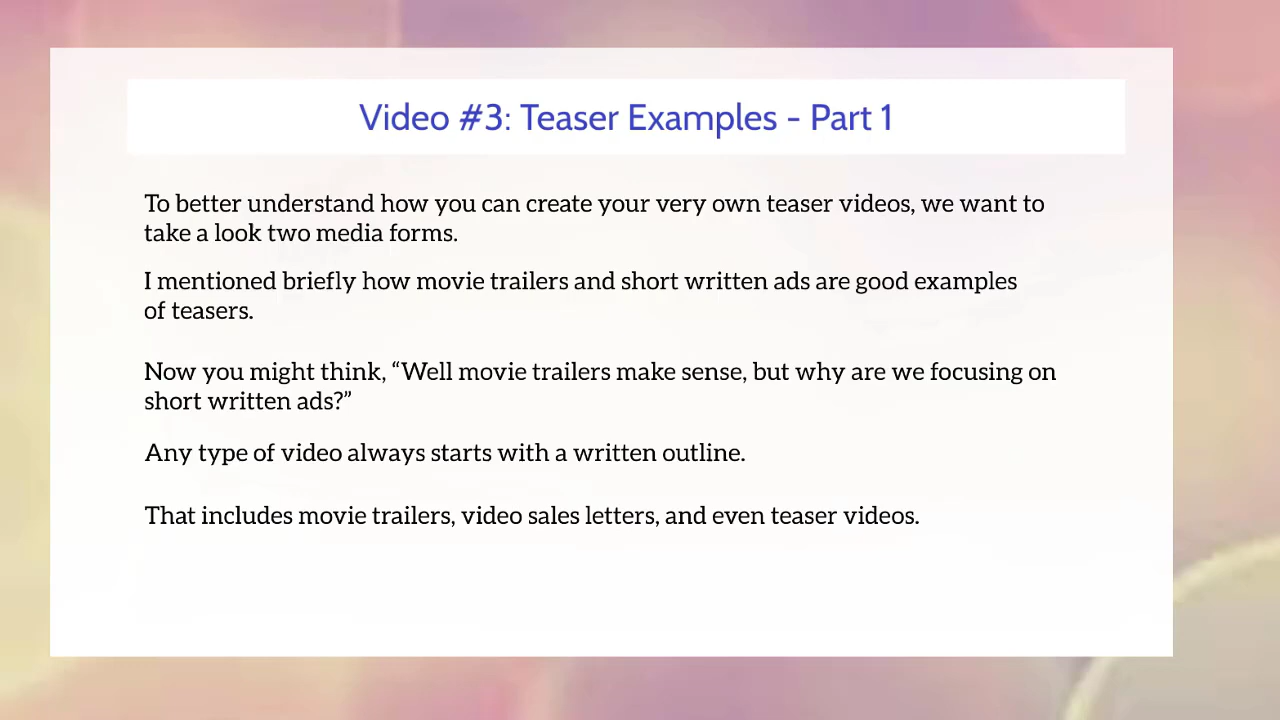 Video #3: Teaser Examples - Part 1
To better understand how you can create your very own teaser videos, we want to
take a look two media forms.
I mentioned briefly how movie trailers and short written ads are good examples
of teasers.
Now you might think, “Well movie trailers make sense, but why are we focusing on
short written ads?”
Any type of video always starts with a written outline.
That includes movie trailers, video sales letters, and even teaser videos.